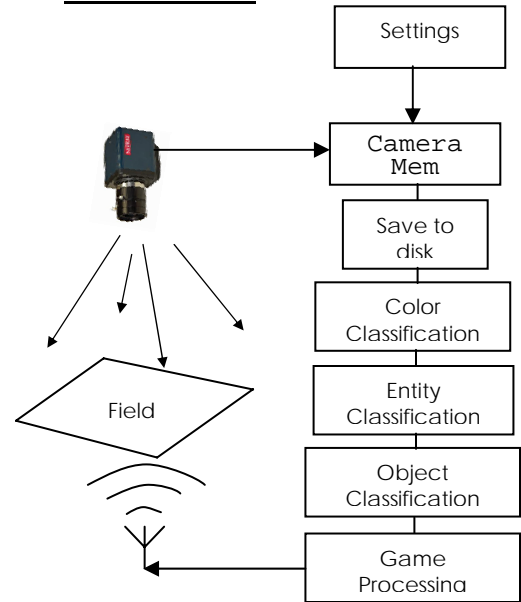 Settings
Camera
Mem
Save to
disk
Color
Classification
Entity
Classification
Field
Object
Classification
Game
Processing